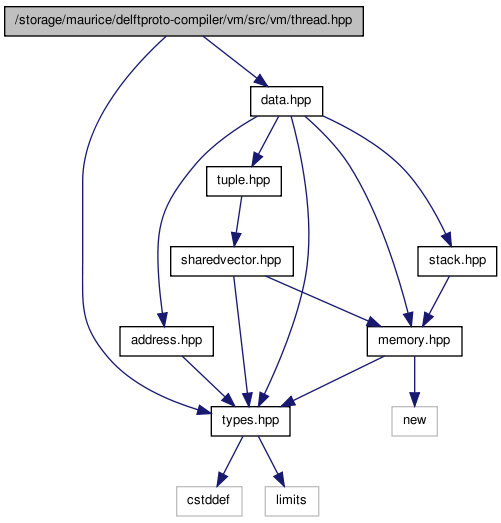 /storage/maurice/delftproto-compiler/vm/src/vm/thread.hpp
data.hpp
tuple.hpp
sharedvector.hpp
stack.hpp
address.hpp
memory.hpp
types.hpp
new
cstddef
limits